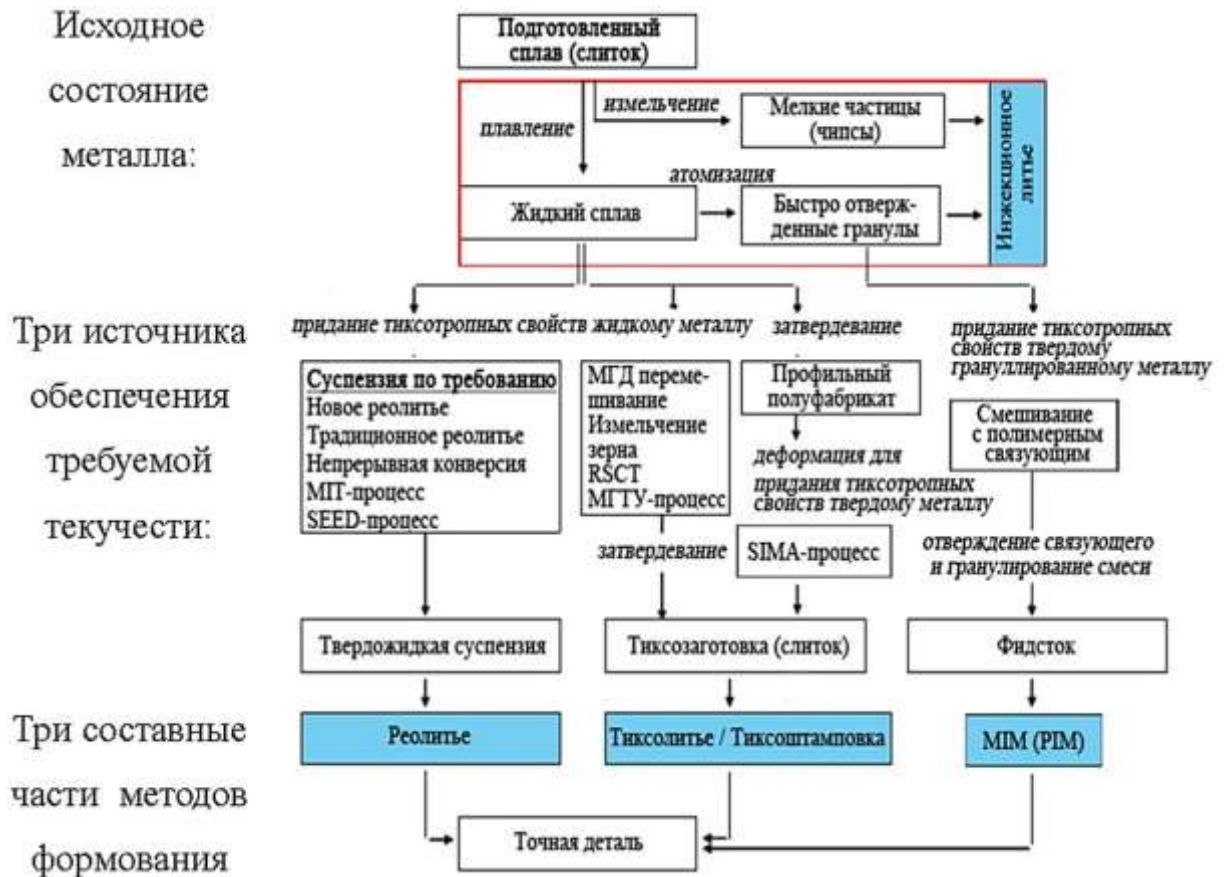 Исходное
состояние
металла:
Подготовленный
сплав (слиток)
измельчение
плавление
Мелкие частицы
(чипсы)
Инжекционное
литье
атомизация
Жидкий сплав
Быстро отверж-
денные гранулы
Три источника
обеспечения
требуемой
текучести:
придание тиксотропных свойств жидкому металлу
затвердевание
придание тиксотропных
свойств твердому
грануллированному металлу
Суспензия по требованию
Новое реолитье
Традиционное реолитье
Непрерывная конверсия
MIT-процесс
SEED-процесс
МГД переме-
шивание
Измельчение
зерна
RSCT
МГТУ-процесс
Профильный
полуфабрикат
Смешивание
с полимерным
связующим
деформация для
придания тиксотропных
свойств твердому металлу
затвердевание
SIMA-процесс
отверждение связующего
и гранулирование смеси
Твердожидкая суспензия
Тиксозаготовка (слиток)
Фидсток
Три составные
части методов
формования
Реолитье
Тиксолитье / Тиксоштамповка
MIM (PIM)
Точная деталь